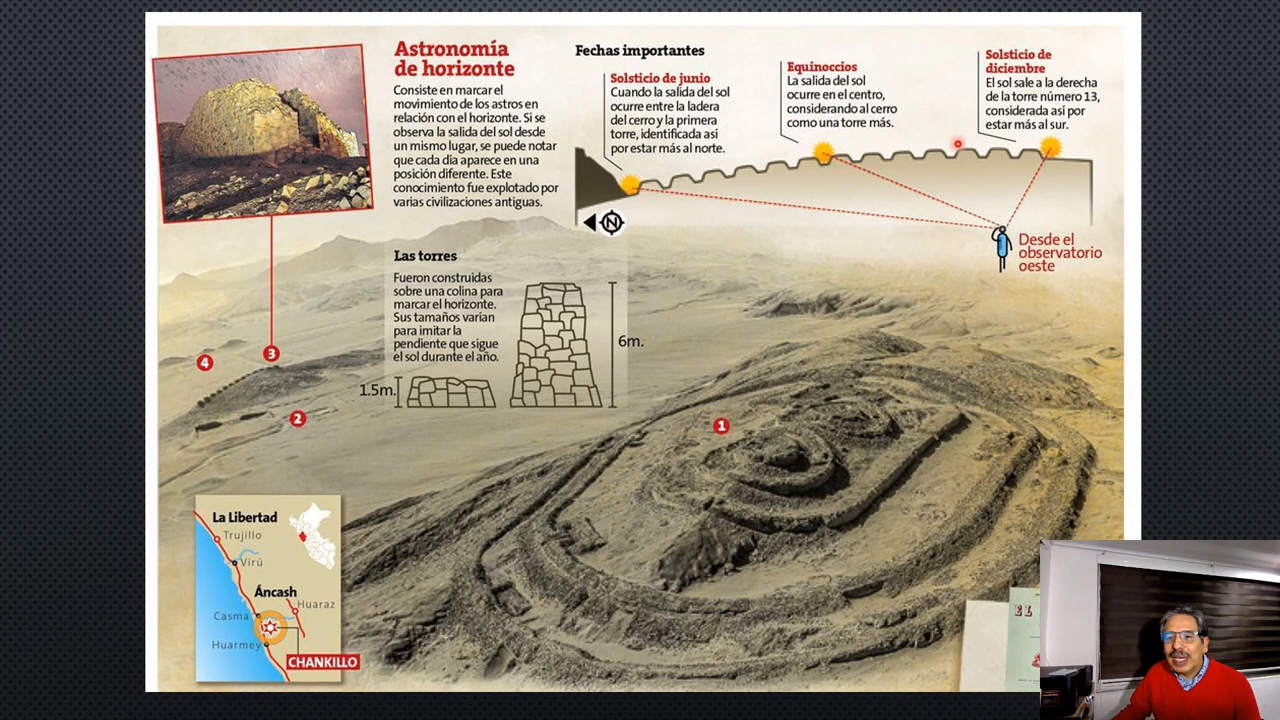 Astronomía
de horizonte
Consiste en marcar el
movimiento de los astros en
relación con el horizonte. Si se
observa la salida del sol desde
un mismo lugar, se puede notar
que cada día aparece en una
posición diferente. Este
conocimiento fue explotado por
varias civilizaciones antiguas.
Fechas importantes
Solsticio de junio
Cuando la salida del sol
ocurre entre la ladera
del cerro y la primera
torre, identificada así
por estar más al norte.
Equinoccios
La salida del sol
ocurre en el centro,
considerando al cerro
como una torre más.
Solsticio de
diciembre
El sol sale a la derecha
de la torre número 13,
considerada así por
estar más al sur.
N
Desde el
observatorio
oeste
Las torres
Fueron construidas
sobre una colina para
marcar el horizonte.
Sus tamaños varían
para imitar la
pendiente que sigue
el sol durante el año.
1.5m.
6m.
4
3
2
1
La Libertad
Trujillo
Virú
Áncash
Huaraz
Casma
Huarmey
CHANKILLO
EL